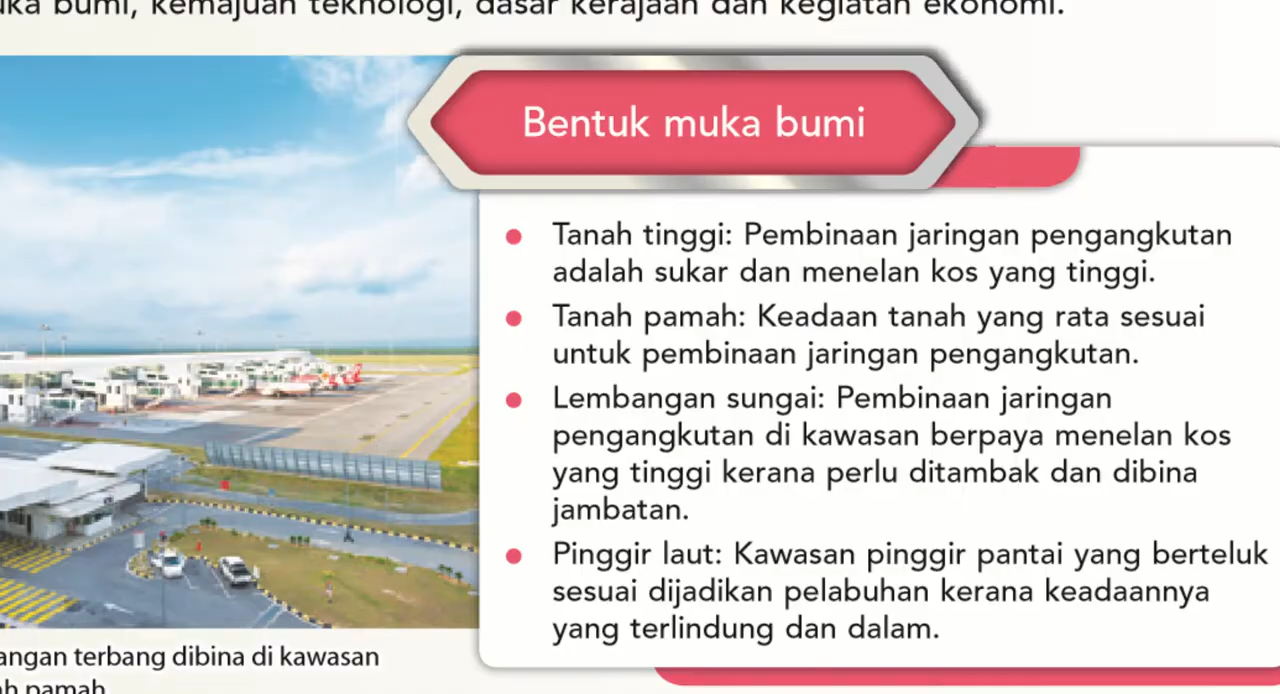 bumi, kemajuan teknologi, dasar kerajaan dan kegiatan ekonomi.
Bentuk muka bumi
• Tanah tinggi: Pembinaan jaringan pengangkutan
adalah sukar dan menelan kos yang tinggi.
• Tanah pamah: Keadaan tanah yang rata sesuai
untuk pembinaan jaringan pengangkutan.
• Lembangan sungai: Pembinaan jaringan
pengangkutan di kawasan berpaya menelan kos
yang tinggi kerana perlu ditambak dan dibina
jambatan.
• Pinggir laut: Kawasan pinggir pantai yang berteluk
sesuai dijadikan pelabuhan kerana keadaannya
yang terlindung dan dalam.
terbang dibina di kawasan
pamah